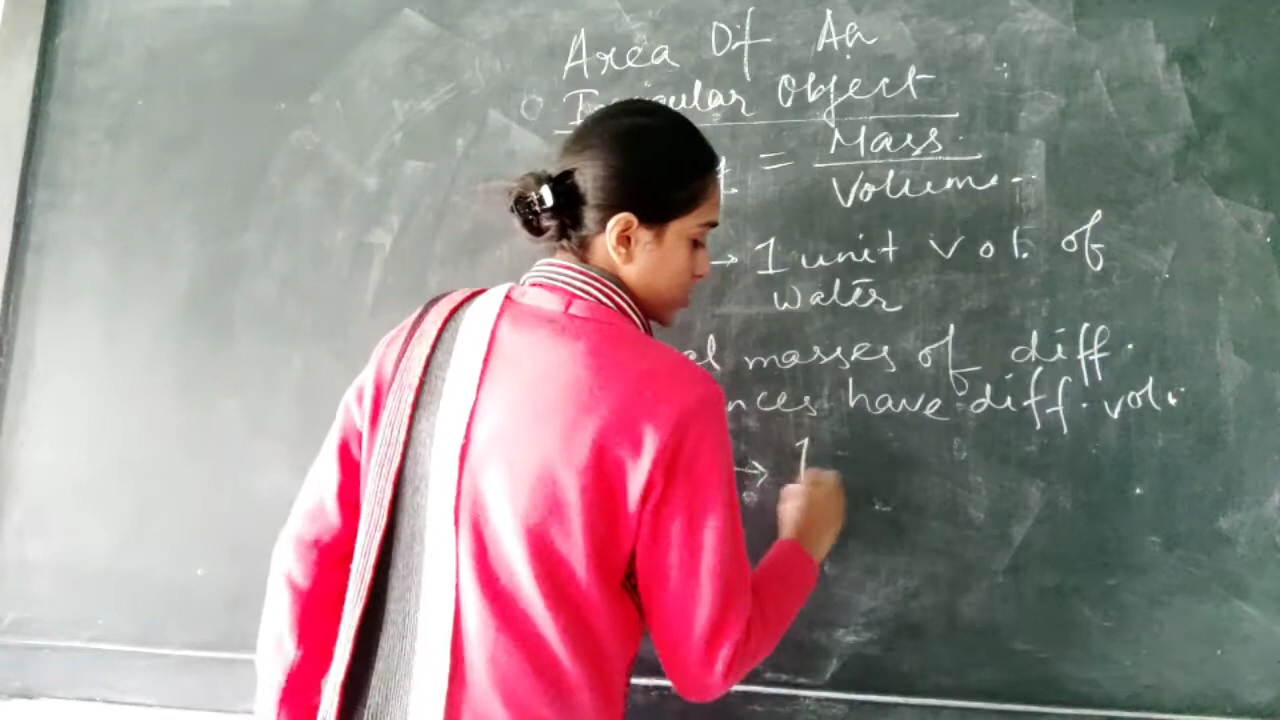 Area Of An
Irregular Object
= Mass
Volume
→ 1 unit vol. of
water
masses of diff.
have diff. vol.
→ 1